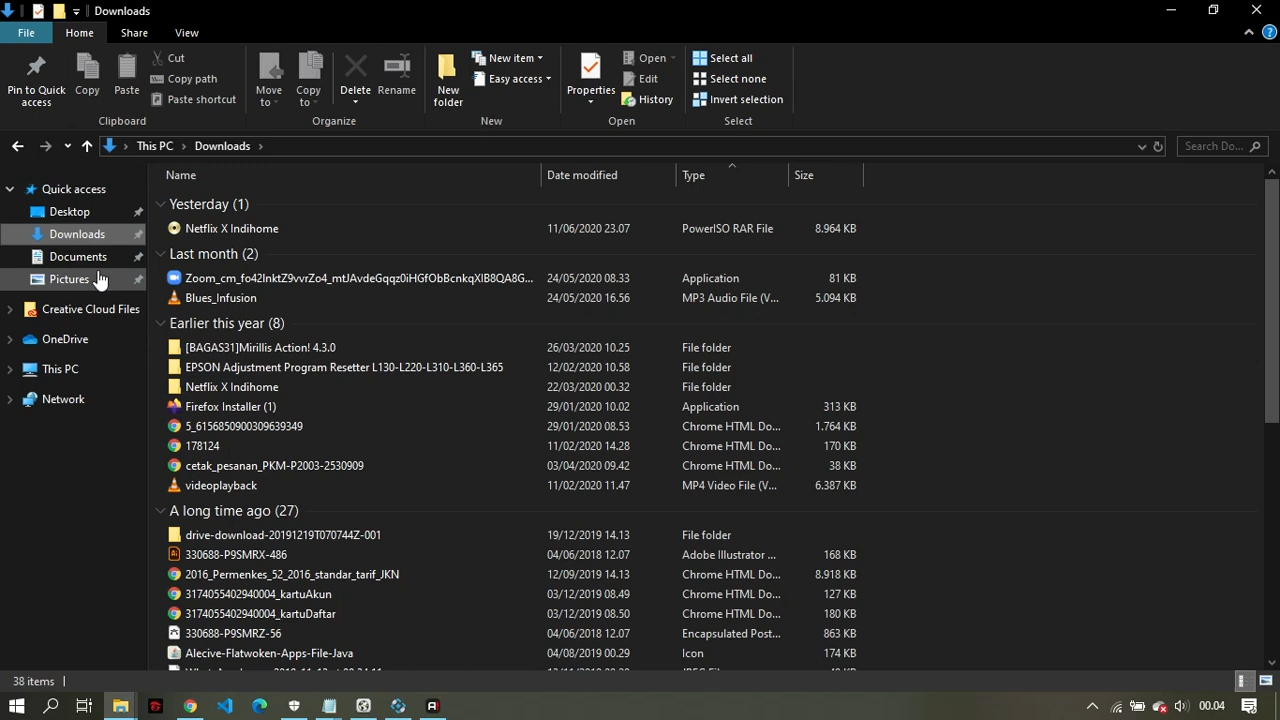 Downloads
File Home Share View
Pin to Quick access
Copy
Paste
Cut
Copy path
Paste shortcut
Clipboard
Move to
Copy to
Delete
Rename
Organize
New folder
New item
Easy access
New
Properties
Open
Edit
History
Open
Select all
Select none
Invert selection
Select
This PC Downloads
Search Do...
Quick access
Desktop
Downloads
Documents
Pictures
Creative Cloud Files
OneDrive
This PC
Network
Name Date modified Type Size
Yesterday (1)
Netflix X Indihome 11/06/2020 23.07 PowerISO RAR File 8.964 KB
Last month (2)
24/05/2020 08.33 Application 81 KB
Blues_Infusion 24/05/2020 16.56 MP3 Audio File (V... 5.094 KB
Earlier this year (8)
[BAGAS31]Mirillis Action! 4.3.0 26/03/2020 10.25 File folder
EPSON Adjustment Program Resetter L130-L220-L310-L360-L365 12/02/2020 10.58 File folder
Netflix X Indihome 22/03/2020 00.32 File folder
Firefox Installer (1) 29/01/2020 10.02 Application 313 KB
5_6156850900309639349 29/01/2020 08.53 Chrome HTML Do... 1.764 KB
178124 11/02/2020 14.28 Chrome HTML Do... 170 KB
cetak_pesanan_PKM-P2003-2530909 03/04/2020 09.42 Chrome HTML Do... 38 KB
videoplayback 11/02/2020 11.47 MP4 Video File (V... 6.387 KB
A long time ago (27)
drive-download-20191219T070744Z-001 19/12/2019 14.13 File folder
330688-P9SMRX-486 04/06/2018 12.07 Adobe Illustrator ... 168 KB
2016_Permenkes_52_2016_standar_tarif_JKN 12/09/2019 14.13 Chrome HTML Do... 8.918 KB
3174055402940004_kartuAkun 03/12/2019 08.49 Chrome HTML Do... 127 KB
3174055402940004_kartuDaftar 03/12/2019 08.50 Chrome HTML Do... 180 KB
330688-P9SMRZ-56 04/06/2018 12.07 Encapsulated Post... 863 KB
Alecive-Flatwoken-Apps-File-Java 04/08/2019 00.29 Icon 174 KB
38 items
00.04